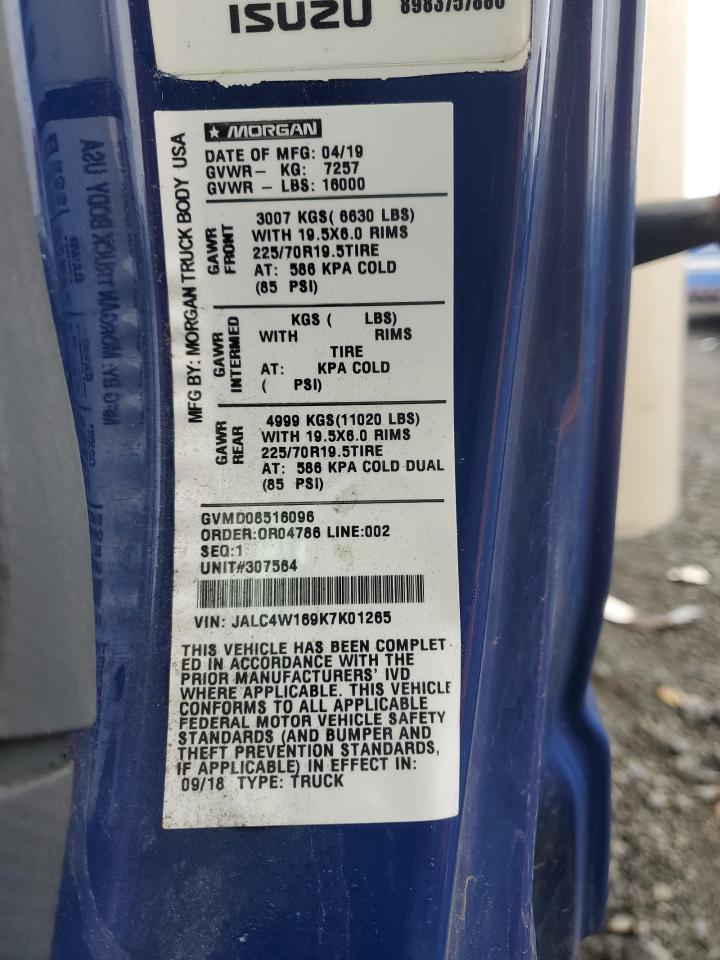 ISUZU
MORGAN
MFG BY: MORGAN TRUCK BODY USA
DATE OF MFG: 04/19
GVWR- KG: 7257
GVWR - LBS: 16000
GAWR FRONT
3007 KGS( 6630 LBS)
WITH 19.5X6.0 RIMS
225/70R19.5TIRE
AT: 586 KPA COLD
(85 PSI)
GAWR INTERMED
KGS ( LBS)
WITH RIMS
TIRE
AT: KPA COLD
( PSI)
GAWR REAR
4999 KGS(11020 LBS)
WITH 19.5X6.0 RIMS
225/70R19.5TIRE
AT: 586 KPA COLD DUAL
(85 PSI)
GVMD08516096
ORDER:OR04786 LINE:002
SEQ:1
UNIT#307564
VIN: JALC4W169K7K01265
THIS VEHICLE HAS BEEN COMPLET
ED IN ACCORDANCE WITH THE
PRIOR MANUFACTURERS' IVD
WHERE APPLICABLE. THIS VEHICLE
CONFORMS TO ALL APPLICABLE
FEDERAL MOTOR VEHICLE SAFETY
STANDARDS (AND BUMPER AND
THEFT PREVENTION STANDARDS,
IF APPLICABLE) IN EFFECT IN:
09/18 TYPE: TRUCK